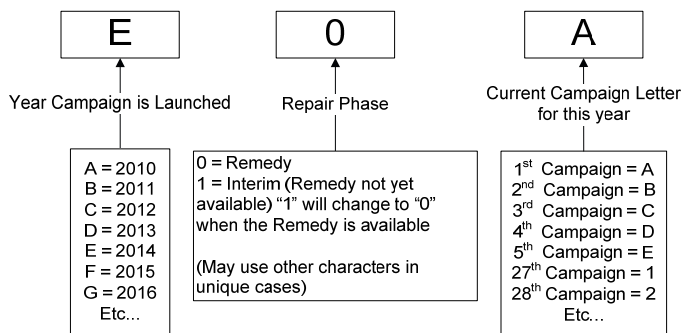 E
0
A
Year Campaign is Launched
Repair Phase
Current Campaign Letter
for this year
A = 2010
B = 2011
C = 2012
D = 2013
E = 2014
F = 2015
G = 2016
Etc...
0 = Remedy
1 = Interim (Remedy not yet
available) “1” will change to “0”
when the Remedy is available
(May use other characters in
unique cases)
1st Campaign = A
2nd Campaign = B
3rd Campaign = C
4th Campaign = D
5th Campaign = E
27th Campaign = 1
28th Campaign = 2
Etc...